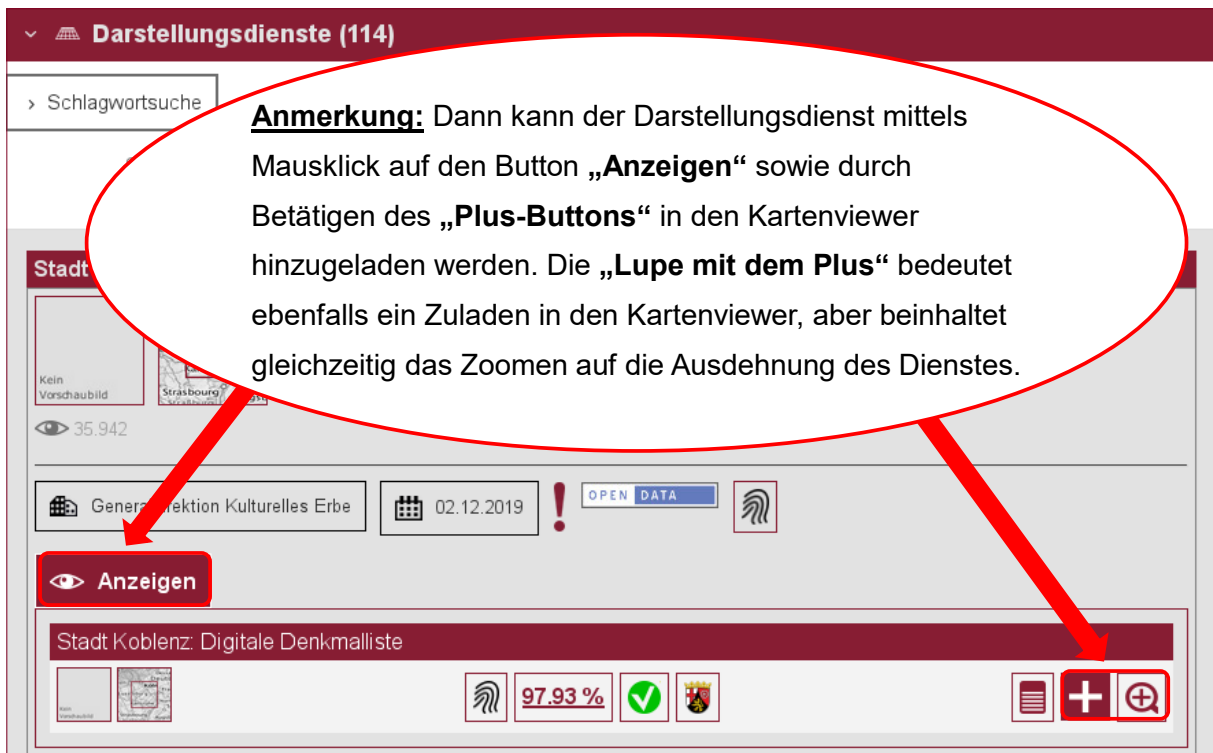 Darstellungsdienste (114)
Schlagwortsuche
Anmerkung: Dann kann der Darstellungsdienst mittels
Mausklick auf den Button „Anzeigen“ sowie durch
Betätigen des „Plus-Buttons“ in den Kartenviewer
hinzugeladen werden. Die „Lupe mit dem Plus“ bedeutet
ebenfalls ein Zuladen in den Kartenviewer, aber beinhaltet
gleichzeitig das Zoomen auf die Ausdehnung des Dienstes.
Stadt
Kein
Vorschaubild
Strasbourg
35.942
Kulturelles Erbe
02.12.2019
OPEN DATA
Anzeigen
Stadt Koblenz: Digitale Denkmalliste
Kein
Vorschaubild
97.93 %